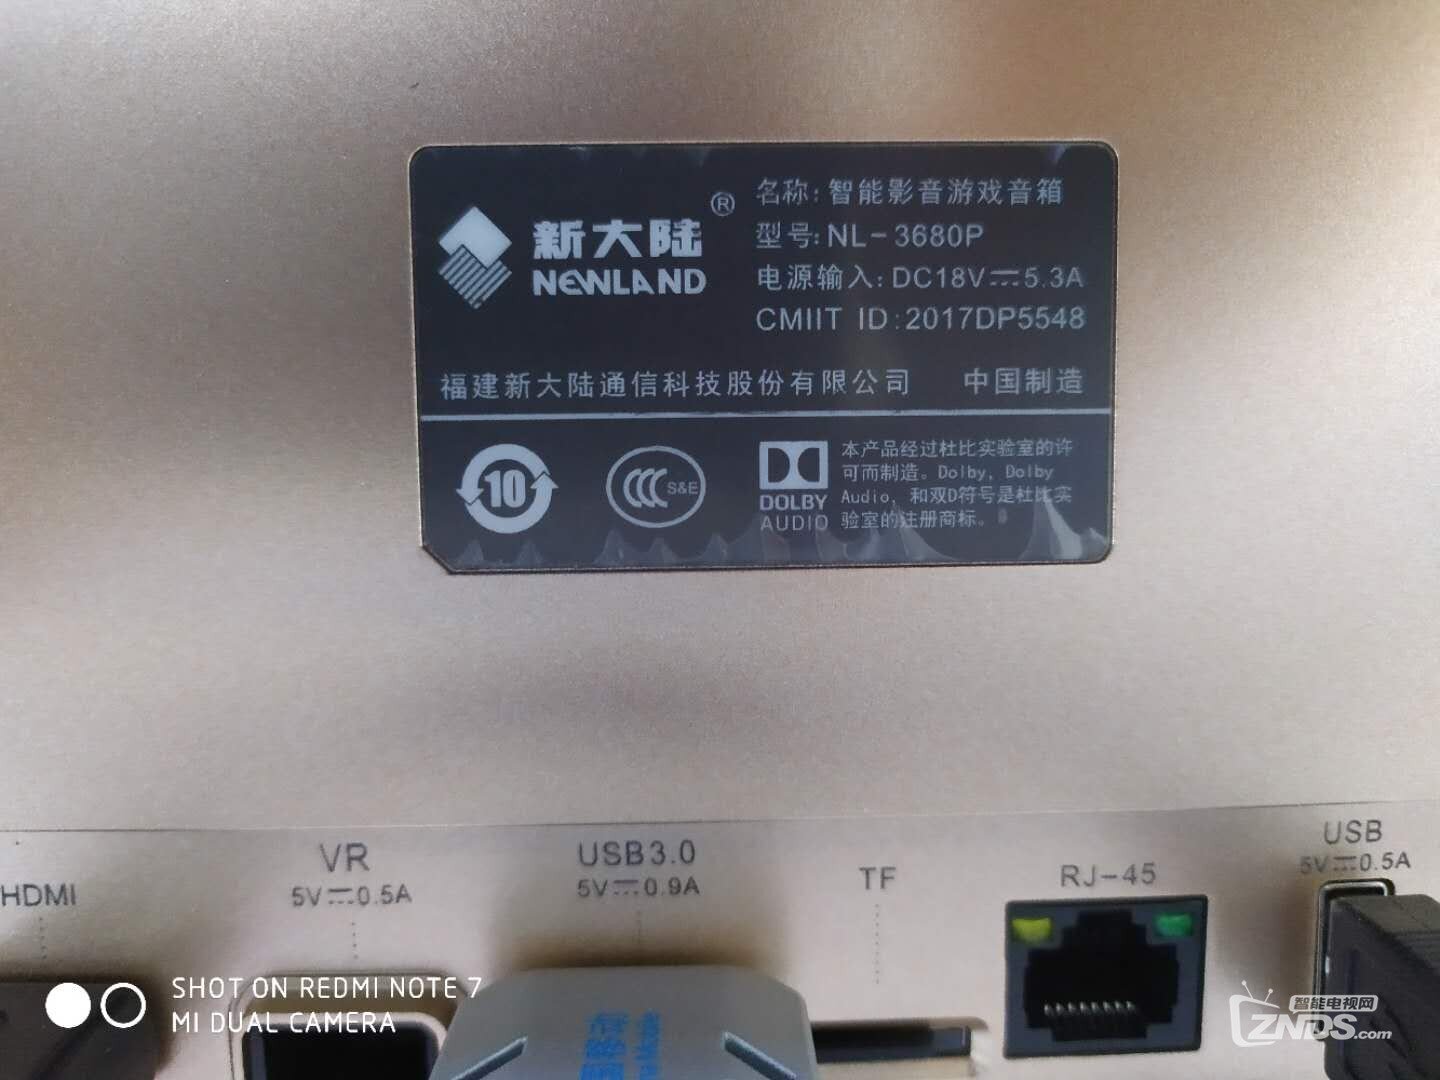 新大陆®
NEWLAND
名称:智能影音游戏音箱
型号:NL-3680P
电源输入:DC18V⎓5.3A
CMIIT ID:2017DP5548
福建新大陆通信科技股份有限公司 中国制造
10
CCC S&E
DOLBY
AUDIO
本产品经过杜比实验室的许
可而制造。Dolby, Dolby
Audio, 和双D符号是杜比实
验室的注册商标。
HDMI
VR
5V⎓0.5A
USB3.0
5V⎓0.9A
TF
RJ-45
USB
5V⎓0.5A
SHOT ON REDMI NOTE 7
MI DUAL CAMERA
智能电视网
ZNDS.com